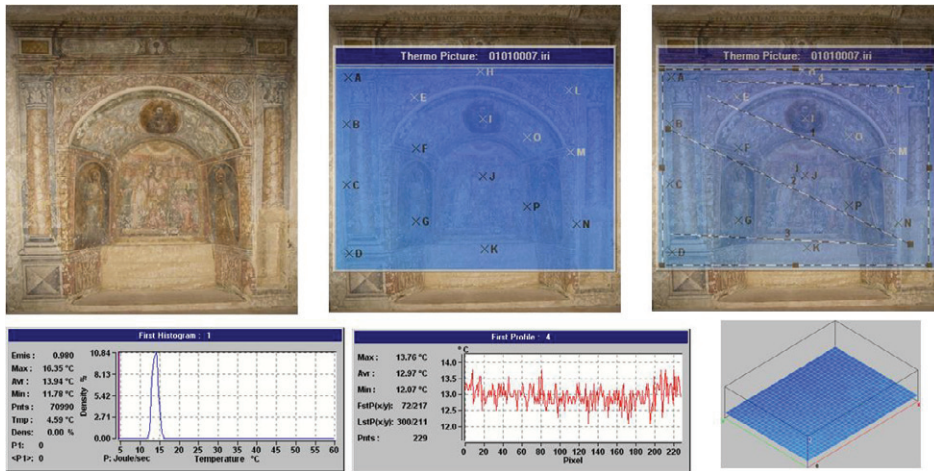 Thermo Picture: 01010007.iri
A
H
L
E
B
I
O
F
M
C
J
P
G
N
D
K
Thermo Picture: 01010007.iri
A
H
4
L
E
B
I
1
O
F
M
1
J
C
2
P
G
N
3
D
K
First Histogram : 1
Emis : 0.980
Max : 16.35 °C
Avr : 13.94 °C
Min : 11.78 °C
Pnts : 70990
Tmp : 4.59 °C
Dens: 0.00 %
P1: 0
<P1>: 0
Density %
10.84
8.13
5.42
2.71
0.00
5 10 15 20 25 30 35 40 45 50 55 60
P: Joule/sec Temperature °C
First Profile : 4
Max : 13.76 °C
Avr : 12.97 °C
Min : 12.07 °C
FstP(x/y): 72/217
LstP(x/y): 300/211
Pnts : 229
°C
14.0
13.5
13.0
12.5
12.0
0 20 40 60 80 100 120 140 160 180 200 220
Pixel